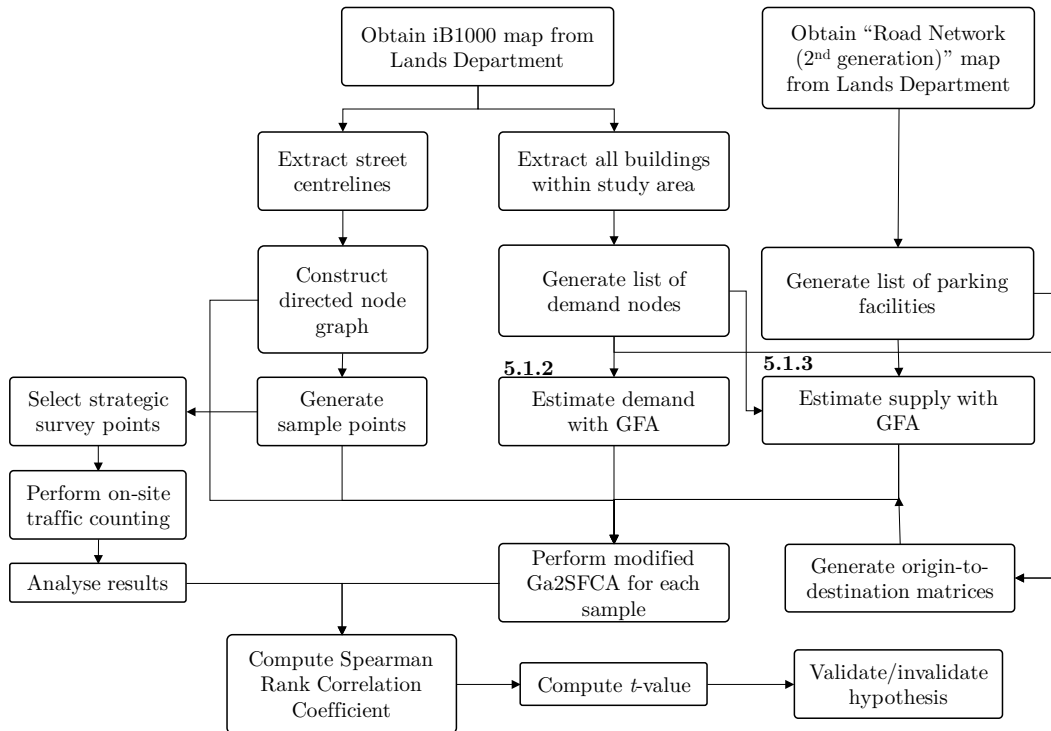 Obtain iB1000 map from
Lands Department
Obtain “Road Network
(2nd generation)” map
from Lands Department
Extract street
centrelines
Extract all buildings
within study area
Construct
directed node
graph
Generate list of
demand nodes
Generate list of parking
facilities
5.1.2
5.1.3
Select strategic
survey points
Generate
sample points
Estimate demand
with GFA
Estimate supply with
GFA
Perform on-site
traffic counting
Analyse results
Perform modified
Ga2SFCA for each
sample
Generate origin-to-
destination matrices
Compute Spearman
Rank Correlation
Coefficient
Compute t-value
Validate/invalidate
hypothesis